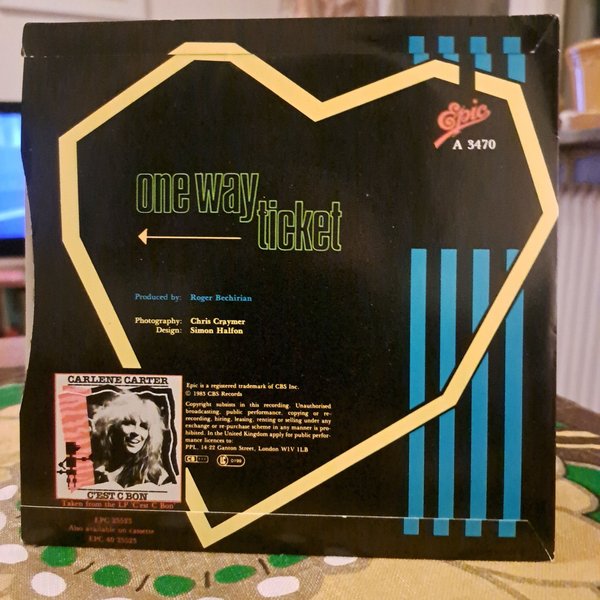 Epic
A 3470
one way
ticket
Produced by: Roger Bechirian
Photography: Chris Craymer
Design: Simon Halfon
CARLENE CARTER
C'EST C BON
Taken from the LP 'C'est C Bon'
EPC 25523
Also available on cassette
EPC 40 25523
Epic is a registered trademark of CBS Inc.
© 1983 CBS Records
Copyright subsists in this recording. Unauthorised
broadcasting, public performance, copying or re-
recording, hiring, leasing, renting or selling under any
exchange or re-purchase scheme in any manner is pro-
hibited. In the United Kingdom apply for public perfor-
mance licences to:
PPL, 14-22 Ganton Street, London W1V 1LB
0199